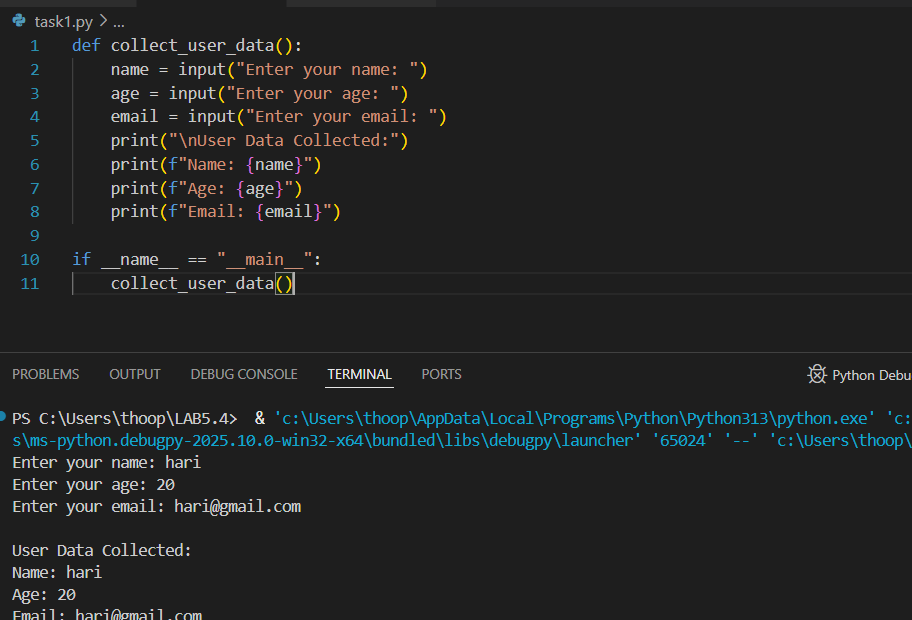 task1.py > ...
1 def collect_user_data():
2     name = input("Enter your name: ")
3     age = input("Enter your age: ")
4     email = input("Enter your email: ")
5     print("\nUser Data Collected:")
6     print(f"Name: {name}")
7     print(f"Age: {age}")
8     print(f"Email: {email}")
9
10 if __name__ == "__main__":
11     collect_user_data()
PROBLEMS OUTPUT DEBUG CONSOLE TERMINAL PORTS Python Debu
PS C:\Users\thoop\LAB5.4>  & 'c:\Users\thoop\AppData\Local\Programs\Python\Python313\python.exe' 'c:
s\ms-python.debugpy-2025.10.0-win32-x64\bundled\libs\debugpy\launcher' '65024' '--' 'c:\Users\thoop\
Enter your name: hari
Enter your age: 20
Enter your email: hari@gmail.com

User Data Collected:
Name: hari
Age: 20
Email: hari@gmail.com